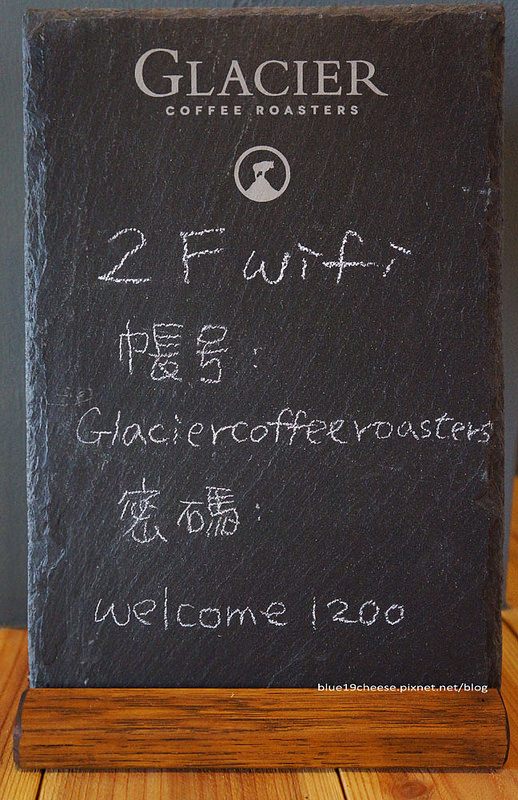 GLACIER
COFFEE ROASTERS
2F wifi
帳号:
Glaciercoffeeroasters
密碼:
welcome 1200
blue19cheese.pixnet.net/blog